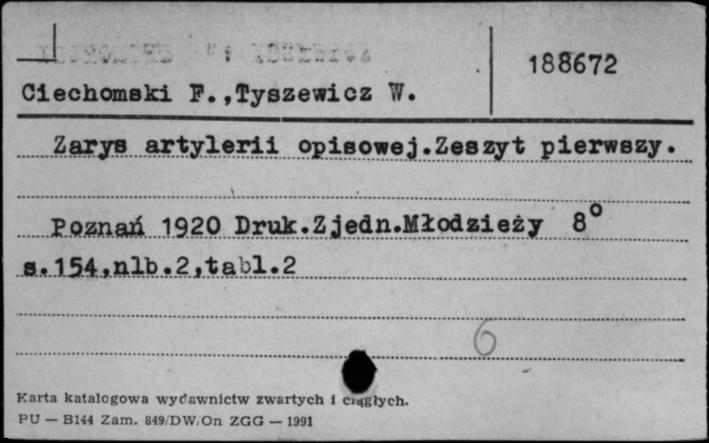 188672
Ciechomski F.,Tyszewicz W.
Zarys artylerii opisowej.Zeszyt pierwszy.
Poznań 1920 Druk.Zjedn.Młodzieży 8°
s.154,nlb.2,tabl.2
6
Karta katalogowa wydawnictw zwartych i ciągłych.
PU — B144 Zam. 849/DW/On ZGG — 1991